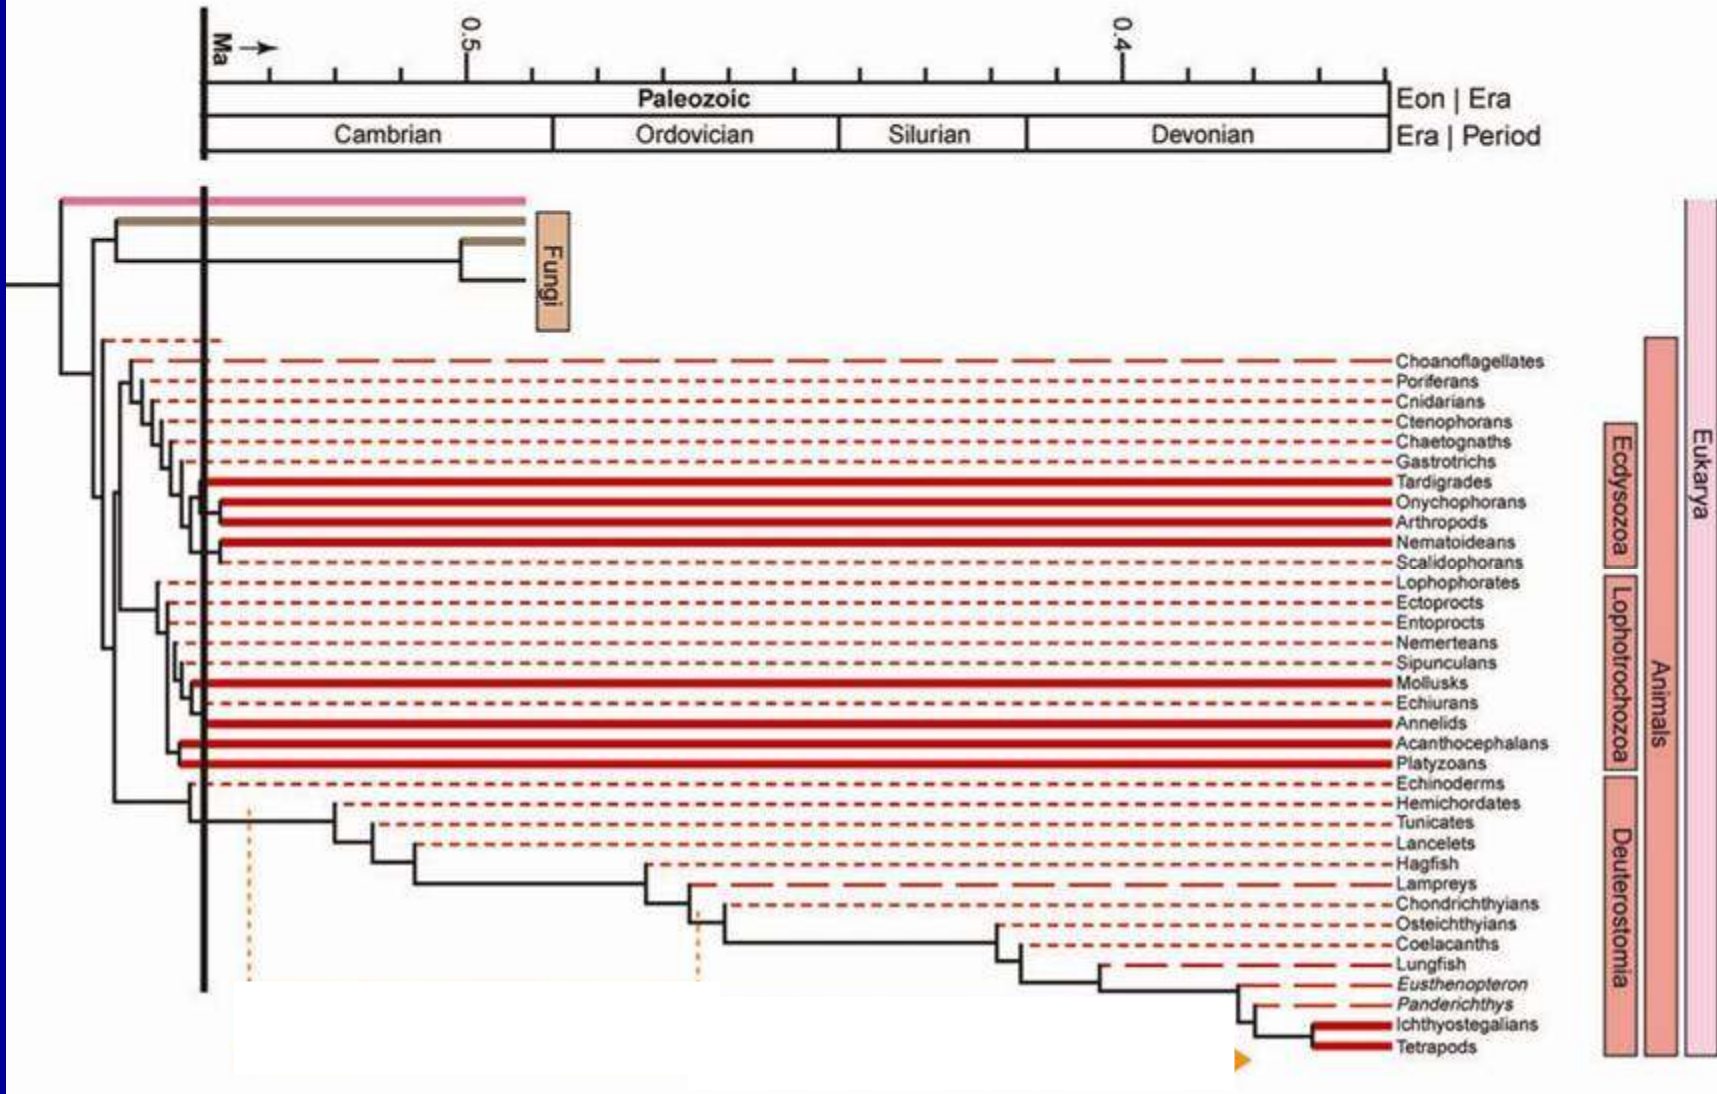 Ma
0.5
0.4
Paleozoic
Eon | Era
Cambrian
Ordovician
Silurian
Devonian
Era | Period
Fungi
Choanoflagellates
Poriferans
Cnidarians
Ctenophorans
Chaetognaths
Gastrotrichs
Tardigrades
Onychophorans
Arthropods
Nematoideans
Scalidophorans
Lophophorates
Ectoprocts
Entoprocts
Nemerteans
Sipunculans
Mollusks
Echiurans
Annelids
Acanthocephalans
Platyzoans
Echinoderms
Hemichordates
Tunicates
Lancelets
Hagfish
Lampreys
Chondrichthyians
Osteichthyians
Coelacanths
Lungfish
Eusthenopteron
Panderichthys
Ichthyostegalians
Tetrapods
Ecdysozoa
Lophotrochozoa
Deuterostomia
Animals
Eukarya